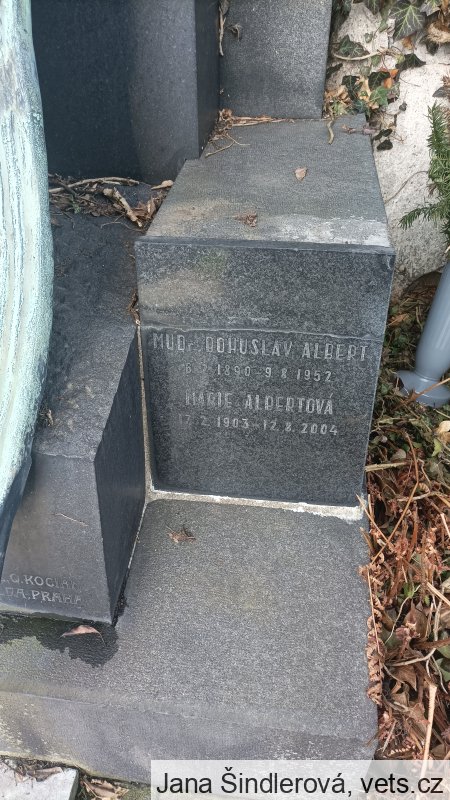 MUDr. BOHUSLAV ALBERT
6.2. 1890 - 9.8. 1952
MARIE ALBERTOVÁ
17.2. 1903 - 12.8. 2004
PRAHA
Jana Šindlerová, vets.cz